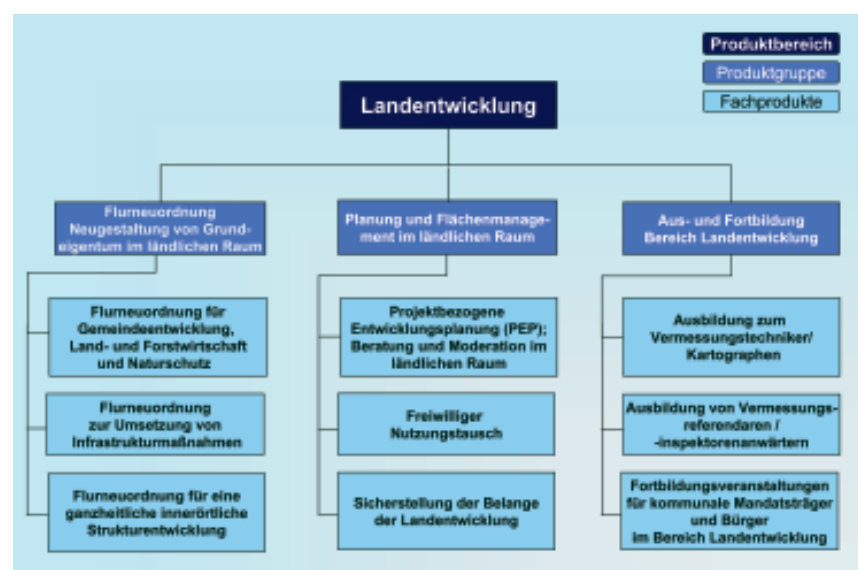 Produktbereich
Produktgruppe
Fachprodukte
Landentwicklung
Flurneuordnung
Neugestaltung von Grund-
eigentum im ländlichen Raum
Planung und Flächenmanage-
ment im ländlichen Raum
Aus- und Fortbildung
Bereich Landentwicklung
Flurneuordnung für
Gemeindeentwicklung,
Land- und Forstwirtschaft
und Naturschutz
Flurneuordnung
zur Umsetzung von
Infrastrukturmaßnahmen
Flurneuordnung für eine
ganzheitliche innerörtliche
Strukturentwicklung
Projektbezogene
Entwicklungsplanung (PEP);
Beratung und Moderation im
ländlichen Raum
Freiwilliger
Nutzungstausch
Sicherstellung der Belange
der Landentwicklung
Ausbildung zum
Vermessungstechniker/
Kartographen
Ausbildung von Vermessungs-
referendaren /
-inspektorenanwärtern
Fortbildungsveranstaltungen
für kommunale Mandatsträger
und Bürger
im Bereich Landentwicklung